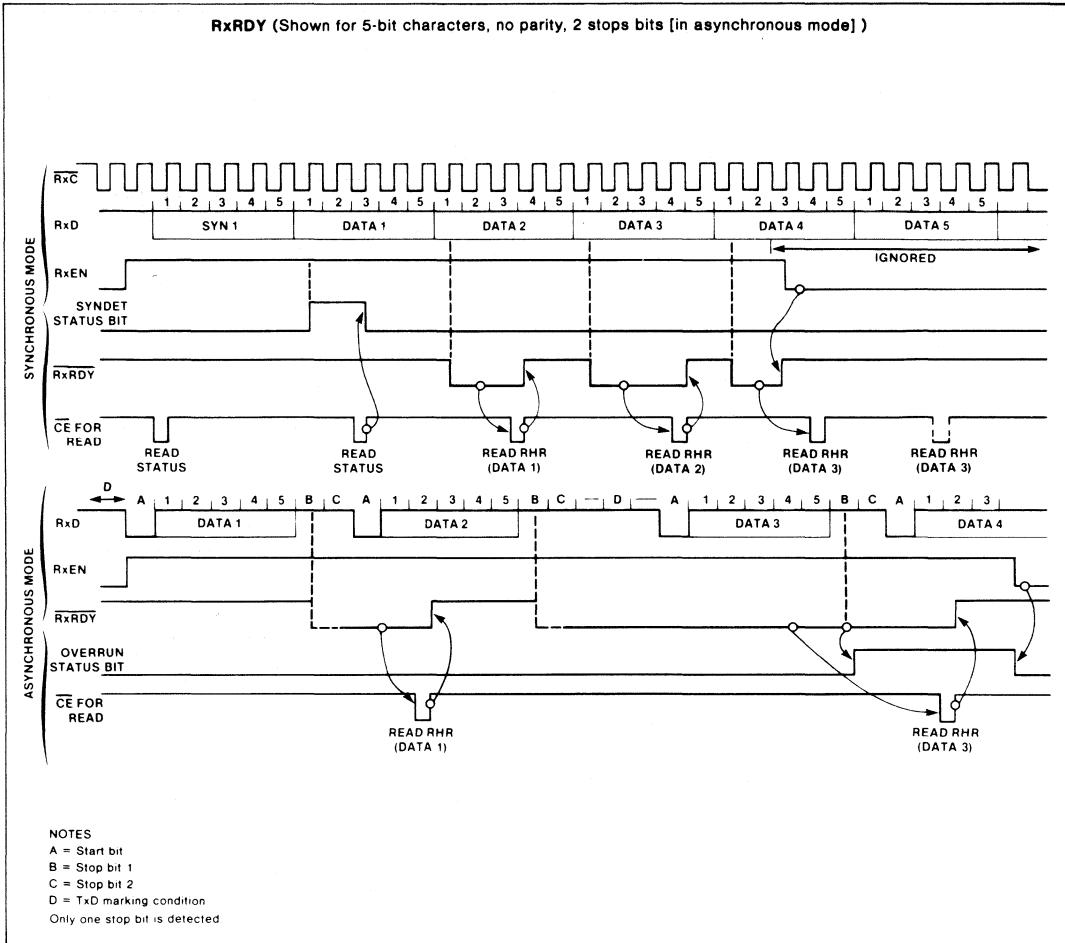 RxRDY (Shown for 5-bit characters, no parity, 2 stops bits [in asynchronous mode] )
SYNCHRONOUS MODE
RxC
1 2 3 4 5 1 2 3 4 5 1 2 3 4 5 1 2 3 4 5 1 2 3 4 5 1 2 3 4 5
RxD SYN 1 DATA 1 DATA 2 DATA 3 DATA 4 DATA 5
IGNORED
RxEN
SYNDET
STATUS BIT
RxRDY
CE FOR
READ
READ STATUS
READ STATUS
READ RHR (DATA 1)
READ RHR (DATA 2)
READ RHR (DATA 3)
READ RHR (DATA 3)
ASYNCHRONOUS MODE
D A 1 2 3 4 5 B C A 1 2 3 4 5 B C D A 1 2 3 4 5 B C A 1 2 3
RxD DATA 1 DATA 2 DATA 3 DATA 4
RxEN
RxRDY
OVERRUN
STATUS BIT
CE FOR
READ
READ RHR (DATA 1)
READ RHR (DATA 3)
NOTES
A = Start bit
B = Stop bit 1
C = Stop bit 2
D = TxD marking condition
Only one stop bit is detected